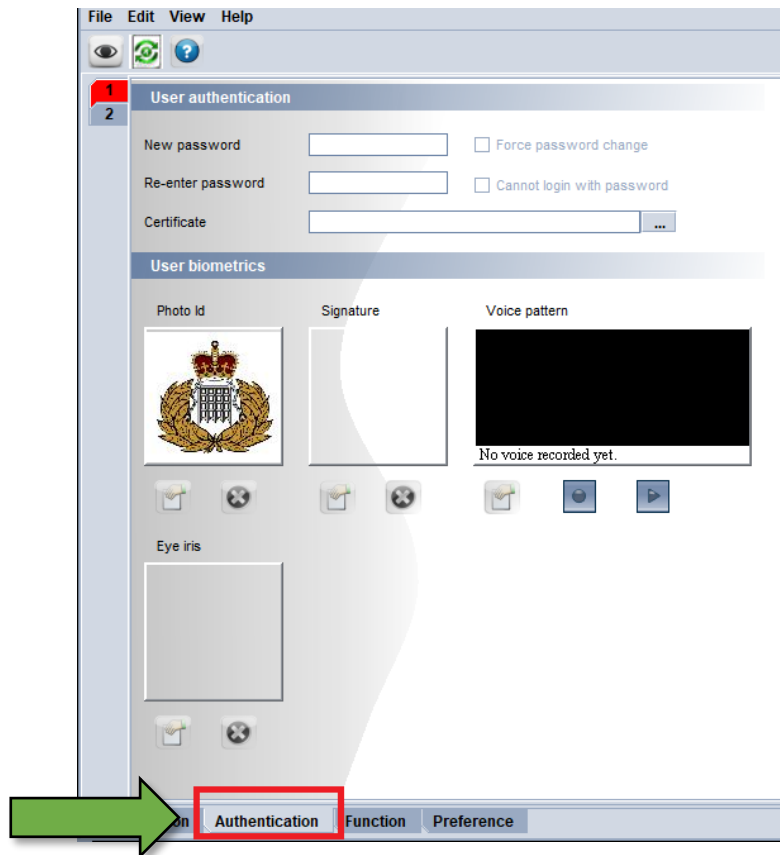 File Edit View Help
1
2
User authentication
New password
Force password change
Re-enter password
Cannot login with password
Certificate
...
User biometrics
Photo Id Signature Voice pattern
No voice recorded yet.
Eye iris
Authentication Function Preference